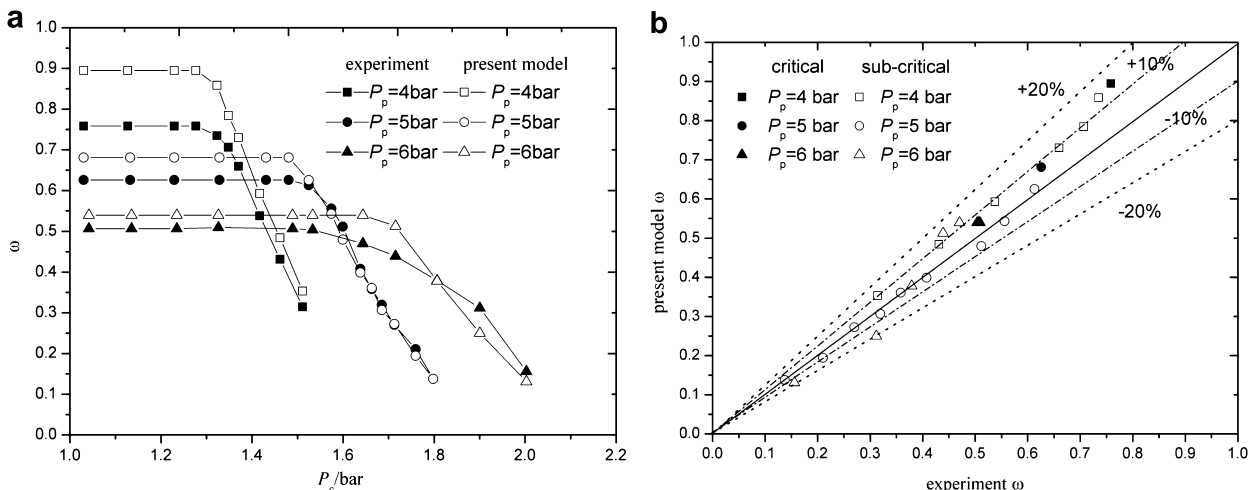 a
1.0
0.9
0.8
0.7
0.6
0.5
0.4
0.3
0.2
0.1
0.0
ω
experiment present model
Pp=4bar Pp=4bar
Pp=5bar Pp=5bar
Pp=6bar Pp=6bar
1.0 1.2 1.4 1.6 1.8 2.0 2.2
Pc/bar
b
1.0
0.9
0.8
0.7
0.6
0.5
0.4
0.3
0.2
0.1
0.0
present model ω
critical sub-critical
Pp=4 bar Pp=4 bar
Pp=5 bar Pp=5 bar
Pp=6 bar Pp=6 bar
+20%
+10%
-10%
-20%
0.0 0.1 0.2 0.3 0.4 0.5 0.6 0.7 0.8 0.9 1.0
experiment ω